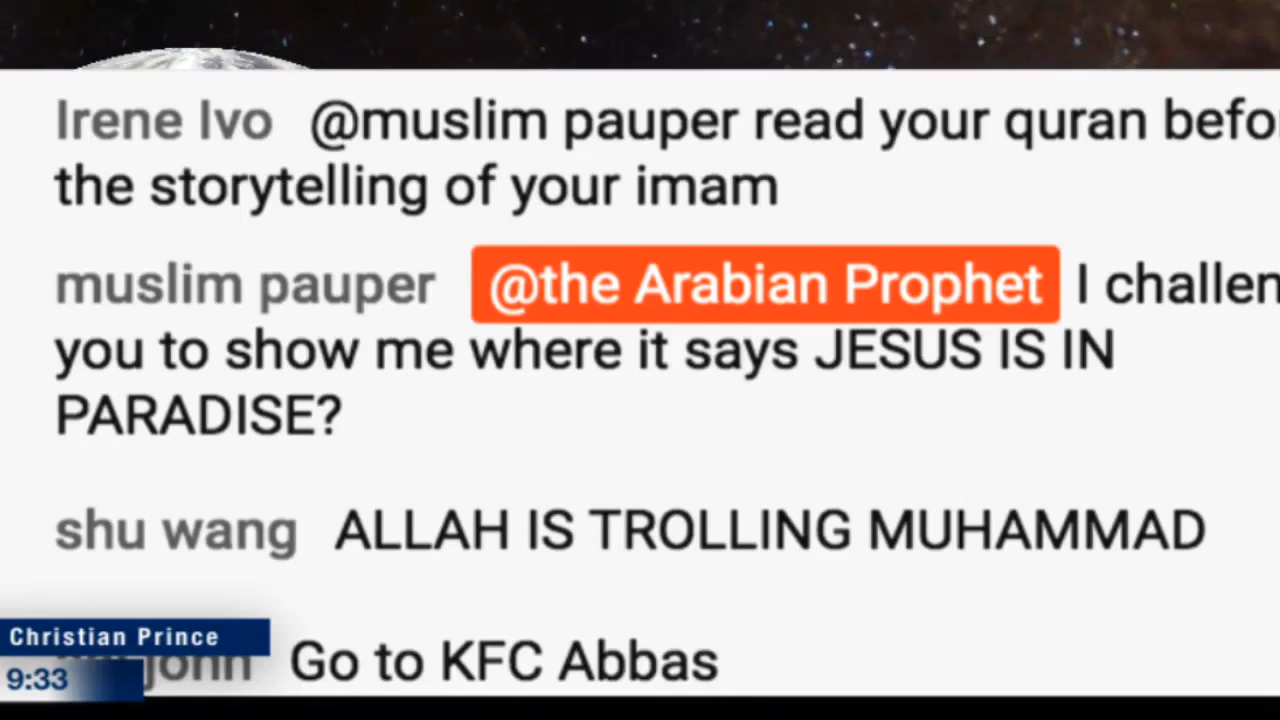 Irene Ivo @muslim pauper read your quran
the storytelling of your imam
muslim pauper @the Arabian Prophet I
you to show me where it says JESUS IS IN
PARADISE?
shu wang ALLAH IS TROLLING MUHAMMAD
Christian Prince
john Go to KFC Abbas
9:33